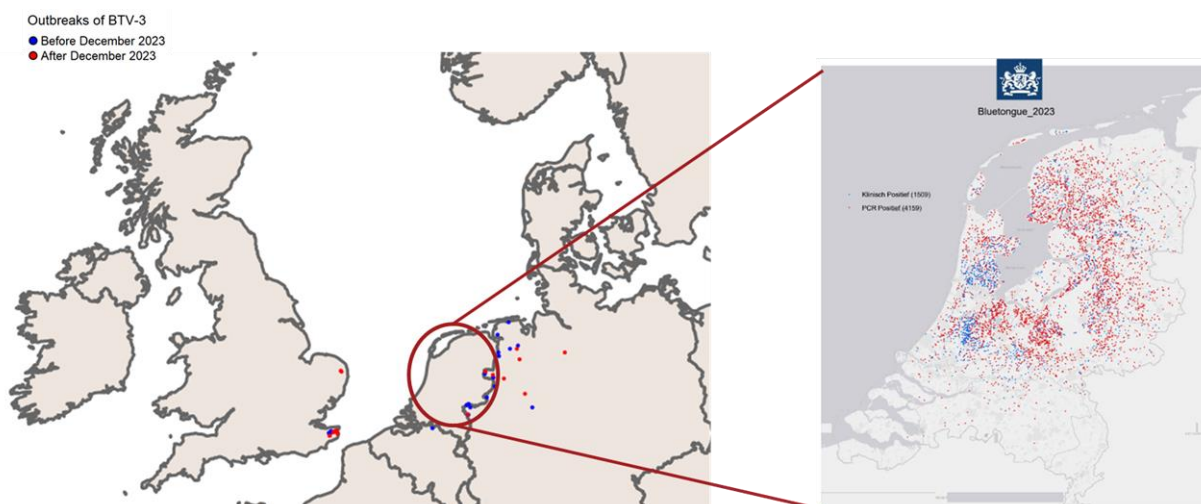 Outbreaks of BTV-3
Before December 2023
After December 2023
Bluetongue_2023
Klinisch Positief (1509)
PCR Positief (4159)